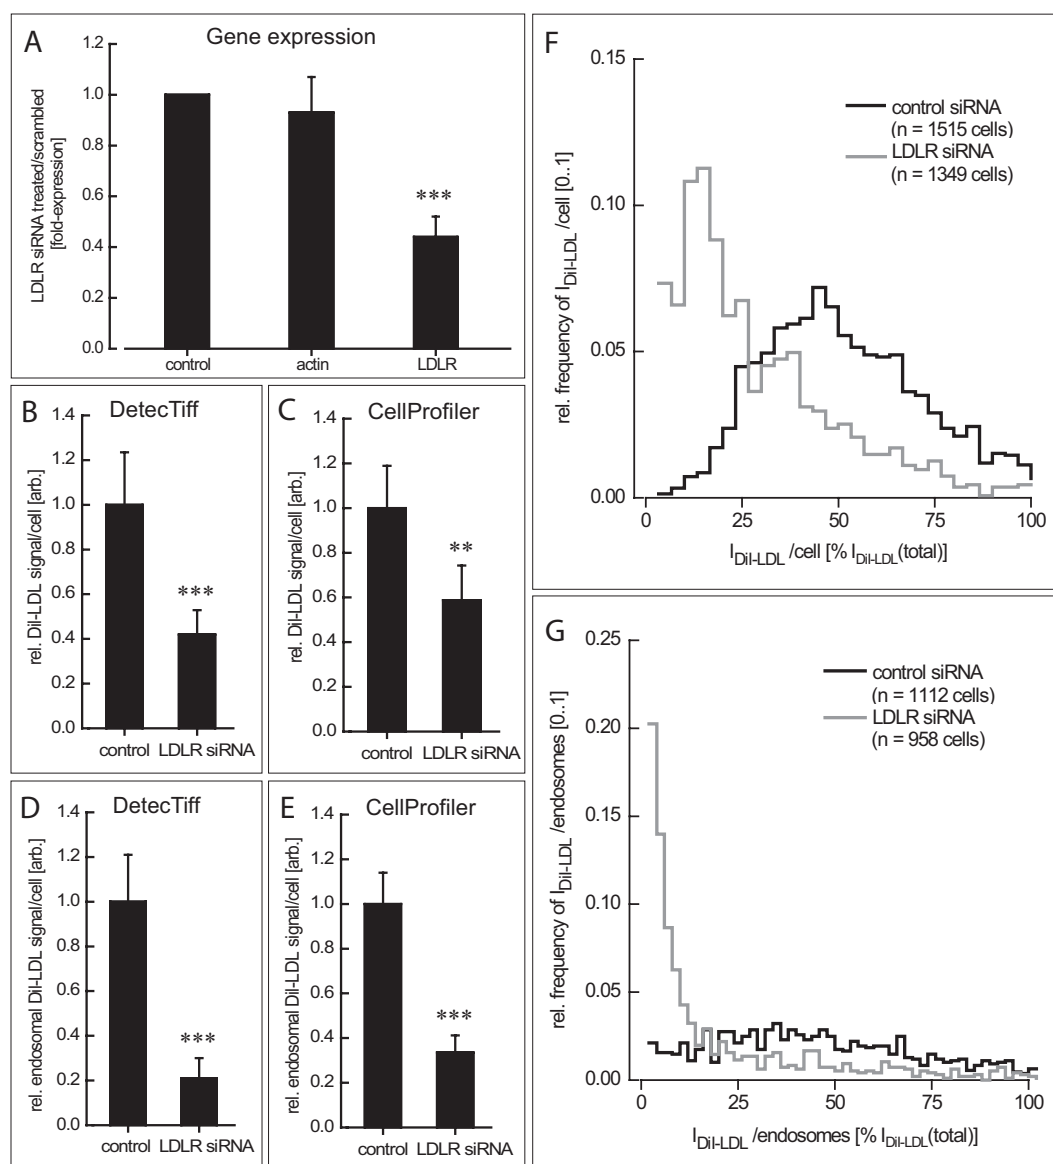 A
Gene expression
LDLR siRNA treated/scrambled
[fold-expression]
1.2
1.0
0.8
0.6
0.4
0.2
0.0
***
control
actin
LDLR
B
DetecTiff
rel. DiI-LDL signal/cell [arb.]
1.4
1.2
1.0
0.8
0.6
0.4
0.2
0.0
***
control
LDLR siRNA
C
CellProfiler
rel. DiI-LDL signal/cell [arb.]
1.4
1.2
1.0
0.8
0.6
0.4
0.2
0.0
**
control
LDLR siRNA
D
DetecTiff
rel. endosomal DiI-LDL signal/cell [arb.]
1.4
1.2
1.0
0.8
0.6
0.4
0.2
0.0
***
control
LDLR siRNA
E
CellProfiler
rel. endosomal DiI-LDL signal/cell [arb.]
1.4
1.2
1.0
0.8
0.6
0.4
0.2
0.0
***
control
LDLR siRNA
F
rel. frequency of I DiI-LDL /cell [0..1]
0.15
0.10
0.05
0.00
control siRNA
(n = 1515 cells)
LDLR siRNA
(n = 1349 cells)
0
25
50
75
100
I DiI-LDL /cell [% I DiI-LDL (total)]
G
rel. frequency of I DiI-LDL /endosomes [0..1]
0.25
0.20
0.15
0.10
0.05
0.00
control siRNA
(n = 1112 cells)
LDLR siRNA
(n = 958 cells)
0
25
50
75
100
I DiI-LDL /endosomes [% I DiI-LDL (total)]